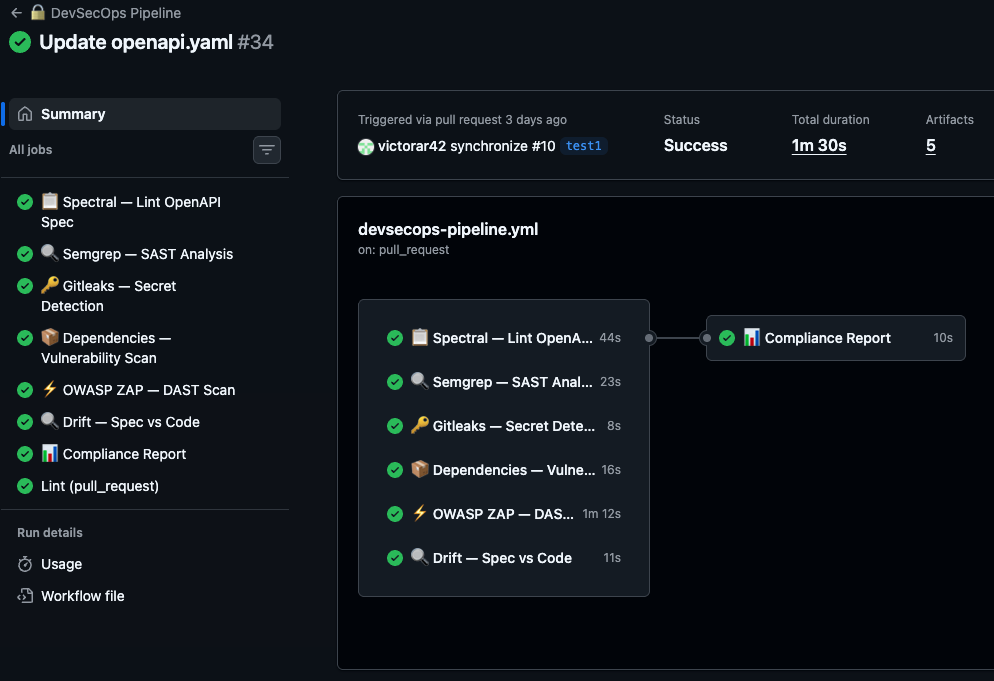 DevSecOps Pipeline
Update openapi.yaml #34
Summary
All jobs
Spectral — Lint OpenAPI
Spec
Semgrep — SAST Analysis
Gitleaks — Secret
Detection
Dependencies —
Vulnerability Scan
OWASP ZAP — DAST Scan
Drift — Spec vs Code
Compliance Report
Lint (pull_request)
Run details
Usage
Workflow file
Triggered via pull request 3 days ago
victorar42 synchronize #10 test1
Status
Success
Total duration
1m 30s
Artifacts
5
devsecops-pipeline.yml
on: pull_request
Spectral — Lint OpenA... 44s
Semgrep — SAST Anal... 23s
Gitleaks — Secret Dete... 8s
Dependencies — Vulne... 16s
OWASP ZAP — DAS... 1m 12s
Drift — Spec vs Code 11s
Compliance Report 10s